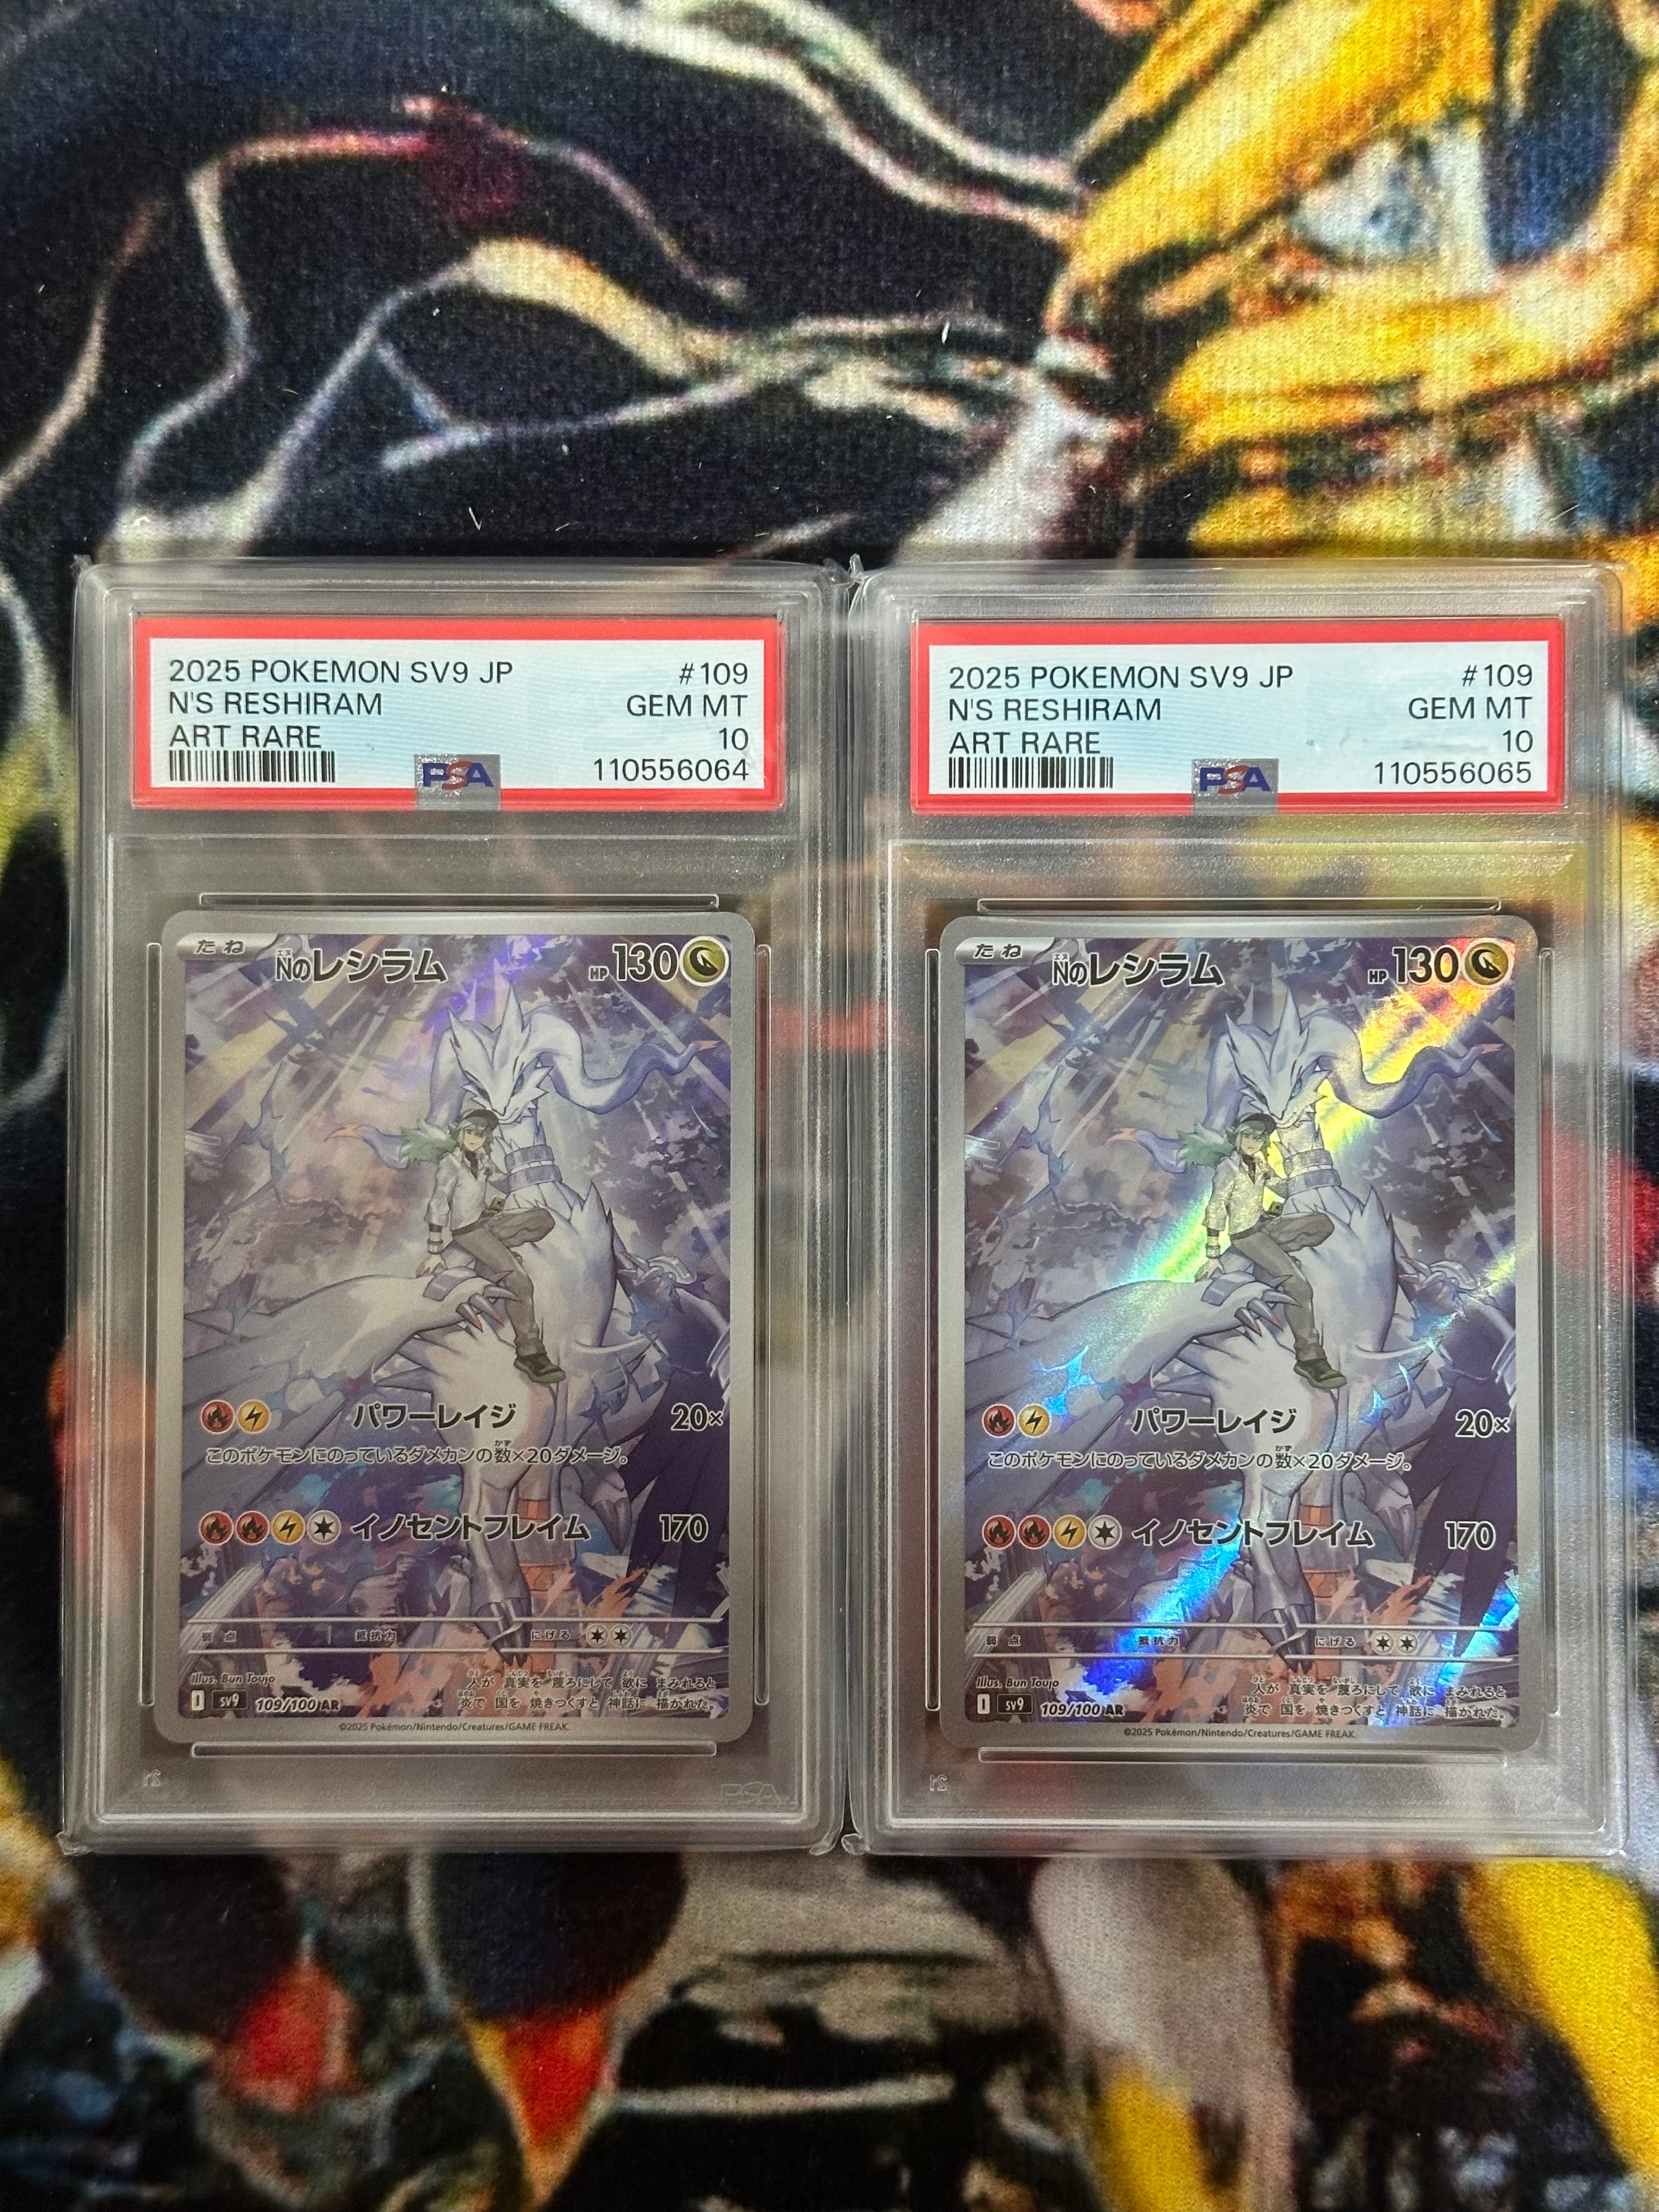 2025 POKEMON SV9 JP #109
N'S RESHIRAM GEM MT
ART RARE 10
PSA 110556064
たね Nのレシラム HP 130
パワーレイジ 20×
このポケモンにのっているダメカンの数×20ダメージ。
イノセントフレイム 170
弱点 抵抗力 にげる
Illus. Bun Toujo
人が 真実を 蔑ろにして 欲に まみれると
炎で 国を 焼きつくすと 神話に 描かれた。
I SV9 109/100 AR
©2025 Pokémon/Nintendo/Creatures/GAME FREAK.
PSA
2025 POKEMON SV9 JP #109
N'S RESHIRAM GEM MT
ART RARE 10
PSA 110556065
たね Nのレシラム HP 130
パワーレイジ 20×
このポケモンにのっているダメカンの数×20ダメージ。
イノセントフレイム 170
弱点 抵抗力 にげる
Illus. Bun Toujo
人が 真実を 蔑ろにして 欲に まみれると
炎で 国を 焼きつくすと 神話に 描かれた。
I SV9 109/100 AR
©2025 Pokémon/Nintendo/Creatures/GAME FREAK.